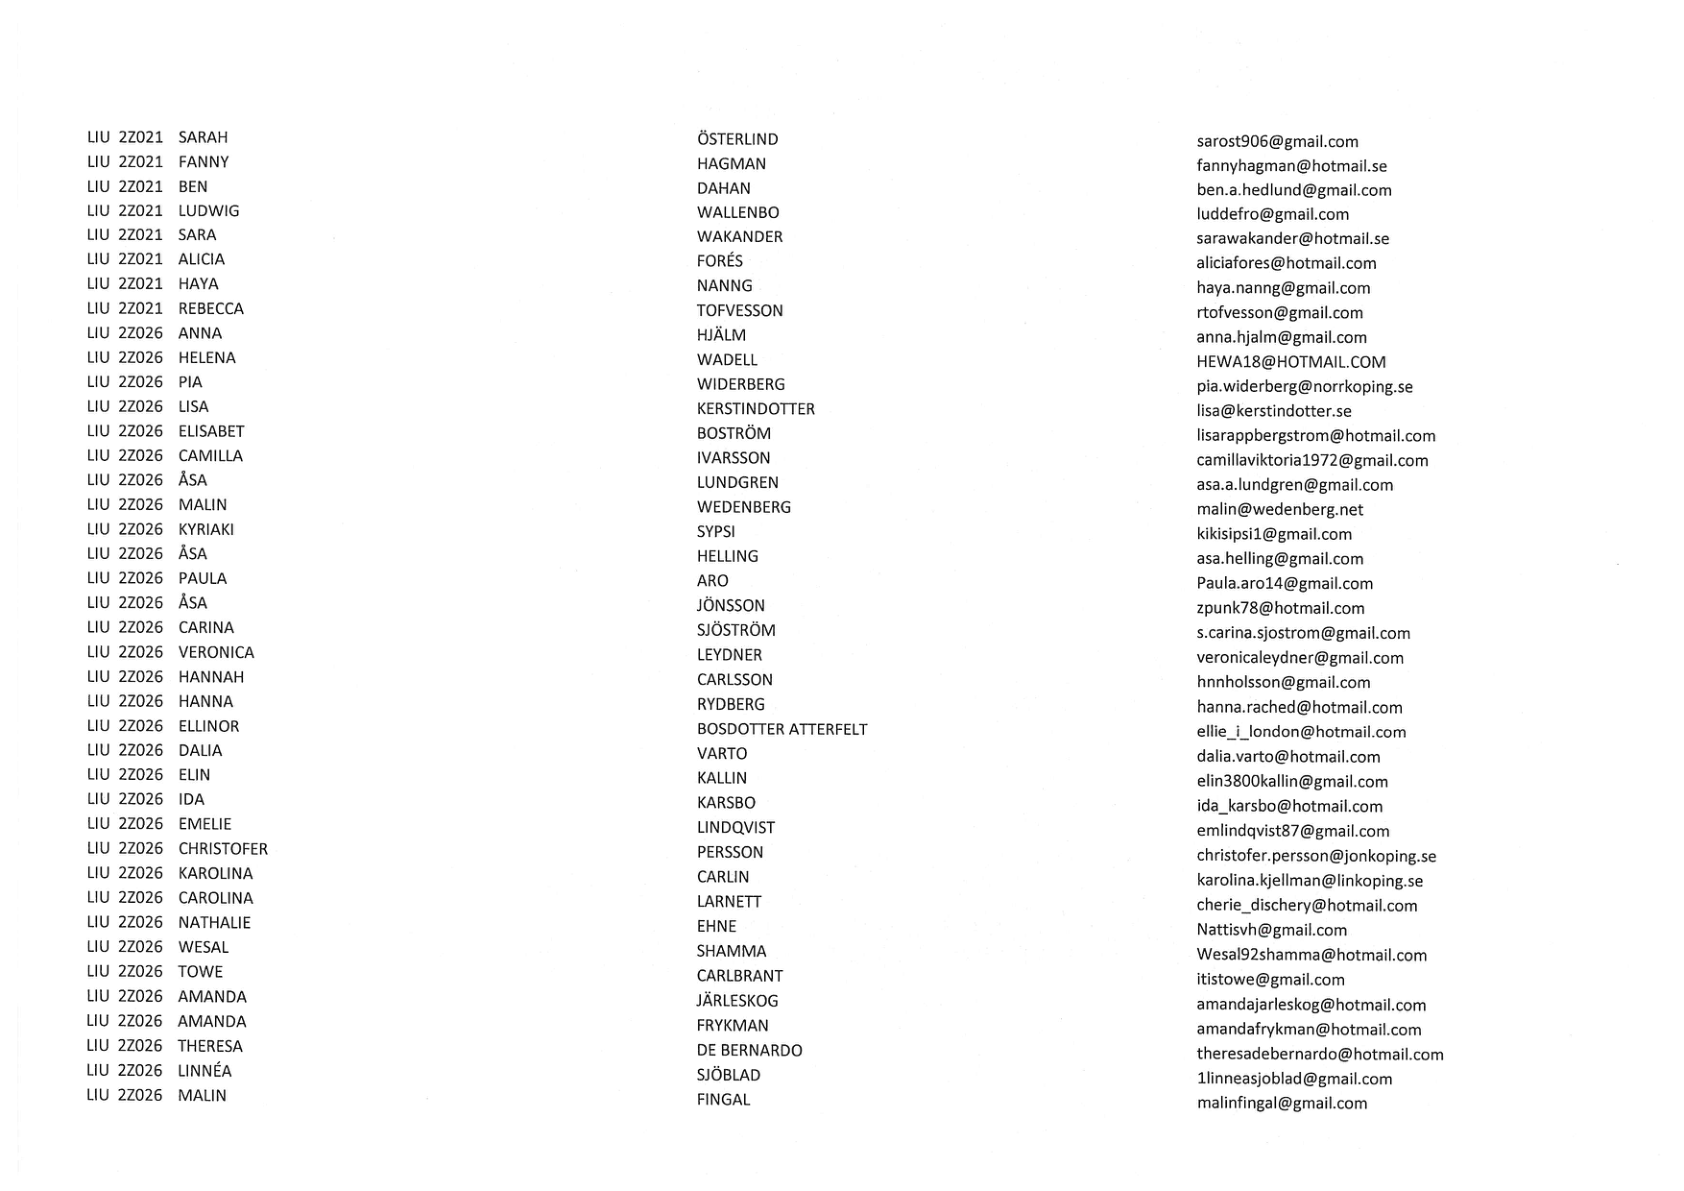 LIU 2Z021 SARAH ÖSTERLIND sarost906@gmail.com
LIU 2Z021 FANNY HAGMAN fannyhagman@hotmail.se
LIU 2Z021 BEN DAHAN ben.a.hedlund@gmail.com
LIU 2Z021 LUDWIG WALLENBO luddefro@gmail.com
LIU 2Z021 SARA WAKANDER sarawakander@hotmail.se
LIU 2Z021 ALICIA FORÉS aliciafores@hotmail.com
LIU 2Z021 HAYA NANNG haya.nanng@gmail.com
LIU 2Z021 REBECCA TOFVESSON rtofvesson@gmail.com
LIU 2Z026 ANNA HJÄLM anna.hjalm@gmail.com
LIU 2Z026 HELENA WADELL HEWA18@HOTMAIL.COM
LIU 2Z026 PIA WIDERBERG pia.widerberg@norrkoping.se
LIU 2Z026 LISA KERSTINDOTTER lisa@kerstindotter.se
LIU 2Z026 ELISABET BOSTRÖM lisarappbergstrom@hotmail.com
LIU 2Z026 CAMILLA IVARSSON camillaviktoria1972@gmail.com
LIU 2Z026 ÅSA LUNDGREN asa.a.lundgren@gmail.com
LIU 2Z026 MALIN WEDENBERG malin@wedenberg.net
LIU 2Z026 KYRIAKI SYPSI kikisipsi1@gmail.com
LIU 2Z026 ÅSA HELLING asa.helling@gmail.com
LIU 2Z026 PAULA ARO Paula.aro14@gmail.com
LIU 2Z026 ÅSA JÖNSSON zpunk78@hotmail.com
LIU 2Z026 CARINA SJÖSTRÖM s.carina.sjostrom@gmail.com
LIU 2Z026 VERONICA LEYDNER veronicaleydner@gmail.com
LIU 2Z026 HANNAH CARLSSON hnnholsson@gmail.com
LIU 2Z026 HANNA RYDBERG hanna.rached@hotmail.com
LIU 2Z026 ELLINOR BOSDOTTER ATTERFELT ellie_i_london@hotmail.com
LIU 2Z026 DALIA VARTO dalia.varto@hotmail.com
LIU 2Z026 ELIN KALLIN elin3800kallin@gmail.com
LIU 2Z026 IDA KARSBO ida_karsbo@hotmail.com
LIU 2Z026 EMELIE LINDQVIST emlindqvist87@gmail.com
LIU 2Z026 CHRISTOFER PERSSON christofer.persson@jonkoping.se
LIU 2Z026 KAROLINA CARLIN karolina.kjellman@linkoping.se
LIU 2Z026 CAROLINA LARNETT cherie_dischery@hotmail.com
LIU 2Z026 NATHALIE EHNE Nattisvh@gmail.com
LIU 2Z026 WESAL SHAMMA Wesal92shamma@hotmail.com
LIU 2Z026 TOWE CARLBRANT itistowe@gmail.com
LIU 2Z026 AMANDA JÄRLESKOG amandajarleskog@hotmail.com
LIU 2Z026 AMANDA FRYKMAN amandafrykman@hotmail.com
LIU 2Z026 THERESA DE BERNARDO theresadebernardo@hotmail.com
LIU 2Z026 LINNÉA SJÖBLAD 1linneasjoblad@gmail.com
LIU 2Z026 MALIN FINGAL malinfingal@gmail.com